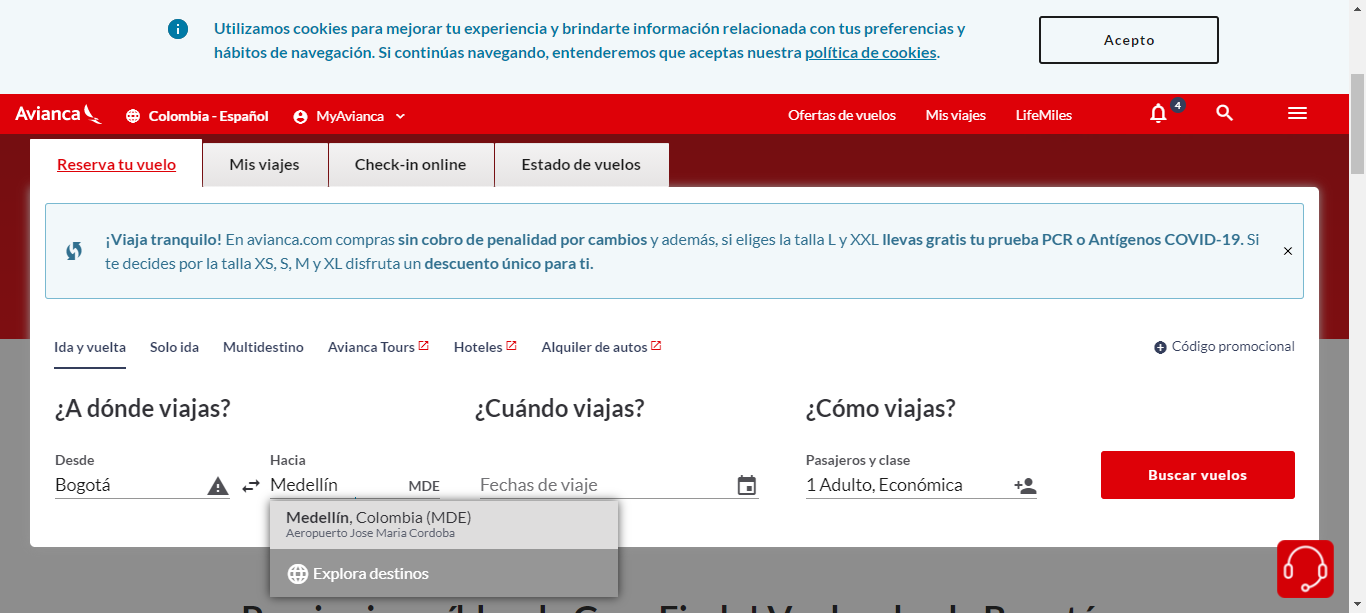 Utilizamos cookies para mejorar tu experiencia y brindarte información relacionada con tus preferencias y
hábitos de navegación. Si continúas navegando, entenderemos que aceptas nuestra política de cookies.
Acepto
Avianca
Colombia - Español
MyAvianca
Ofertas de vuelos
Mis viajes
LifeMiles
4
Reserva tu vuelo
Mis viajes
Check-in online
Estado de vuelos
¡Viaja tranquilo! En avianca.com compras sin cobro de penalidad por cambios y además, si eliges la talla L y XXL llevas gratis tu prueba PCR o Antígenos COVID-19. Si
te decides por la talla XS, S, M y XL disfruta un descuento único para ti.
Ida y vuelta
Solo ida
Multidestino
Avianca Tours
Hoteles
Alquiler de autos
Código promocional
¿A dónde viajas?
¿Cuándo viajas?
¿Cómo viajas?
Desde
Hacia
Pasajeros y clase
Bogotá
Medellín
MDE
Fechas de viaje
1 Adulto, Económica
Buscar vuelos
Medellín, Colombia (MDE)
Aeropuerto Jose Maria Cordoba
Explora destinos